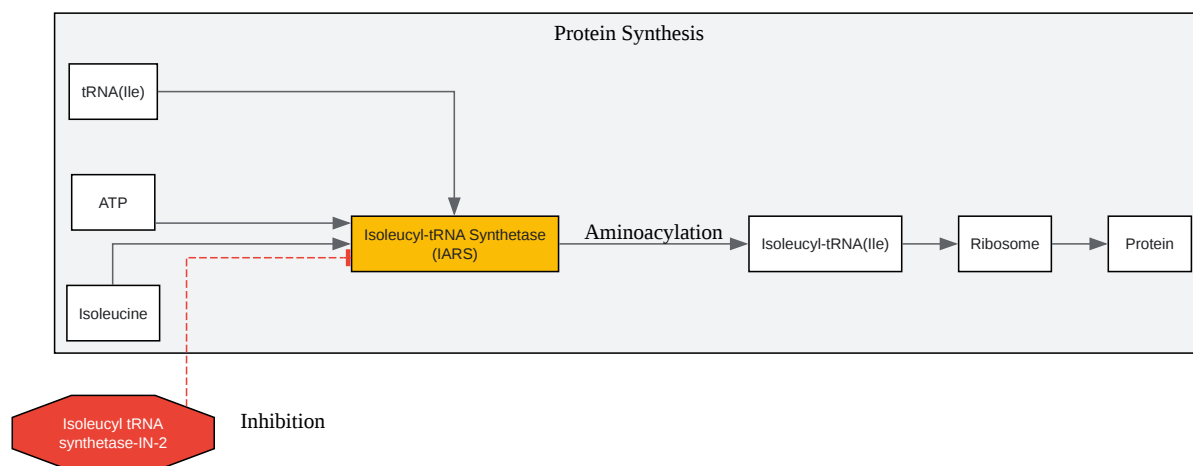 Protein Synthesis
tRNA(Ile)
ATP
Isoleucyl-tRNA Synthetase
(IARS)
Aminoacylation
Isoleucyl-tRNA(Ile)
Ribosome
Protein
Isoleucine
Isoleucyl tRNA
synthetase-IN-2
Inhibition